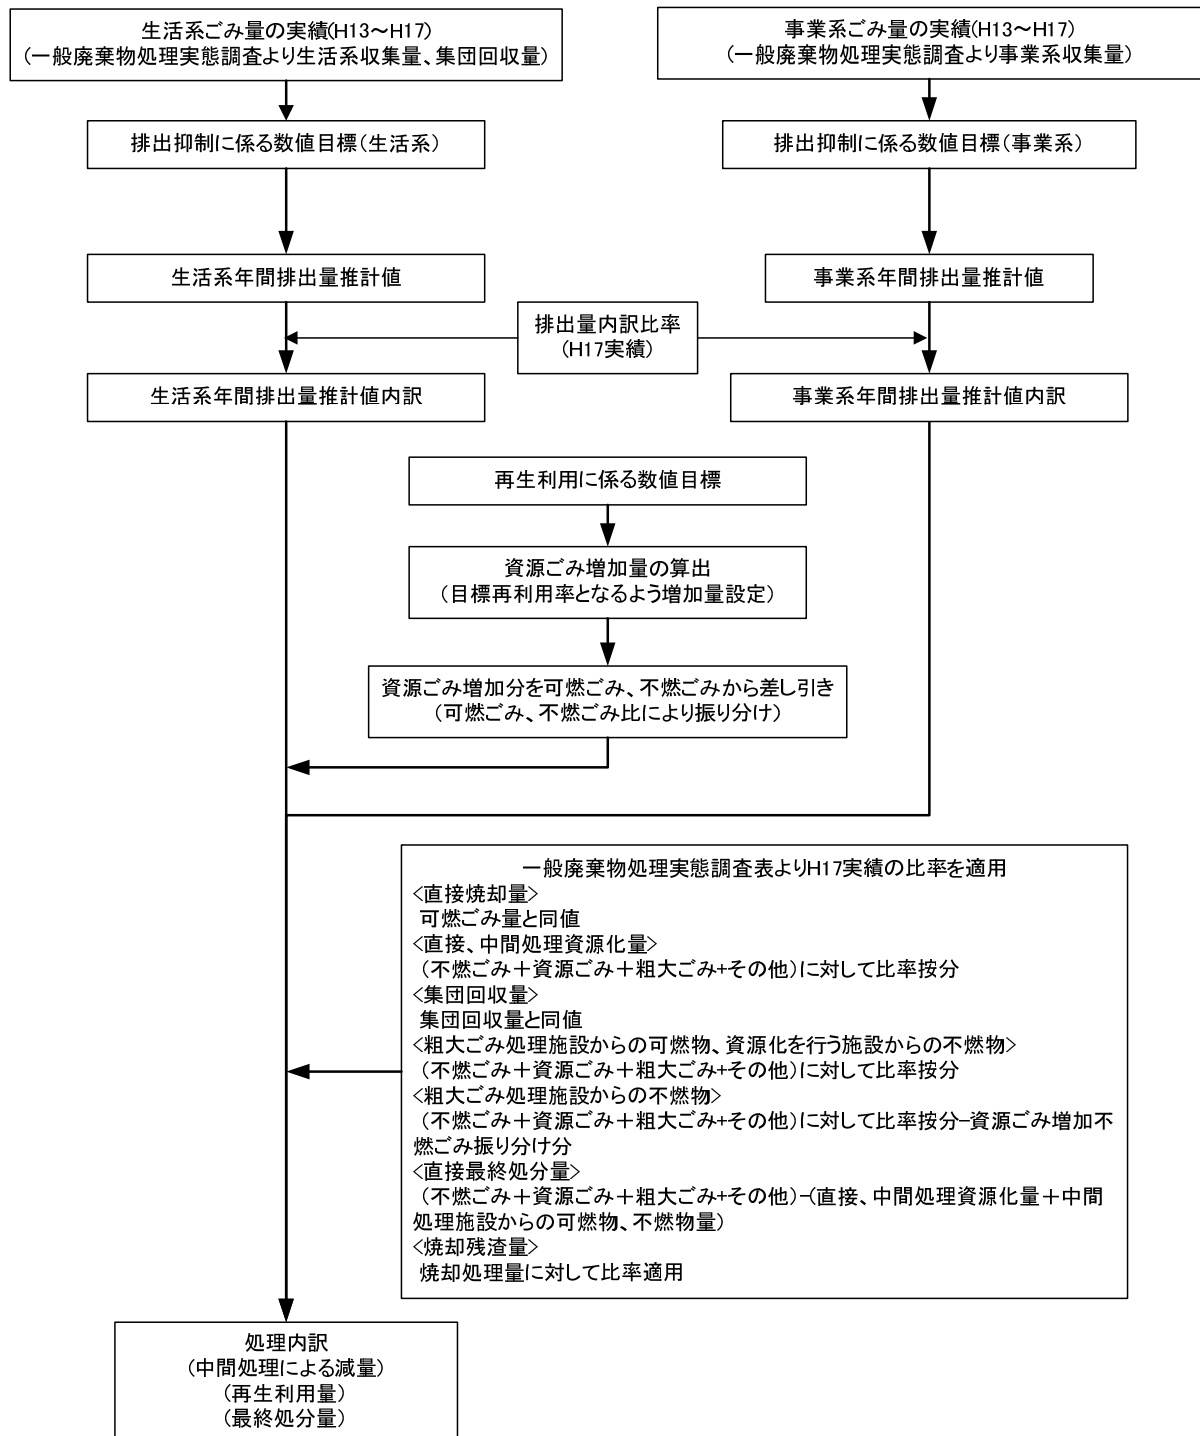 生活系ごみ量の実績(H13～H17)
(一般廃棄物処理実態調査より生活系収集量、集団回収量)
事業系ごみ量の実績(H13～H17)
(一般廃棄物処理実態調査より事業系収集量)
排出抑制に係る数値目標(生活系)
排出抑制に係る数値目標(事業系)
生活系年間排出量推計値
事業系年間排出量推計値
排出量内訳比率
(H17実績)
生活系年間排出量推計値内訳
事業系年間排出量推計値内訳
再生利用に係る数値目標
資源ごみ増加量の算出
(目標再利用率となるよう増加量設定)
資源ごみ増加分を可燃ごみ、不燃ごみから差し引き
(可燃ごみ、不燃ごみ比により振り分け)
一般廃棄物処理実態調査表よりH17実績の比率を適用
<直接焼却量>
可燃ごみ量と同値
<直接、中間処理資源化量>
(不燃ごみ＋資源ごみ＋粗大ごみ+その他)に対して比率按分
<集団回収量>
集団回収量と同値
<粗大ごみ処理施設からの可燃物、資源化を行う施設からの不燃物>
(不燃ごみ＋資源ごみ＋粗大ごみ+その他)に対して比率按分
<粗大ごみ処理施設からの不燃物>
(不燃ごみ＋資源ごみ＋粗大ごみ+その他)に対して比率按分-資源ごみ増加不
燃ごみ振り分け分
<直接最終処分量>
(不燃ごみ＋資源ごみ＋粗大ごみ+その他)-(直接、中間処理資源化量＋中間
処理施設からの可燃物、不燃物量)
<焼却残渣量>
焼却処理量に対して比率適用
処理内訳
(中間処理による減量)
(再生利用量)
(最終処分量)